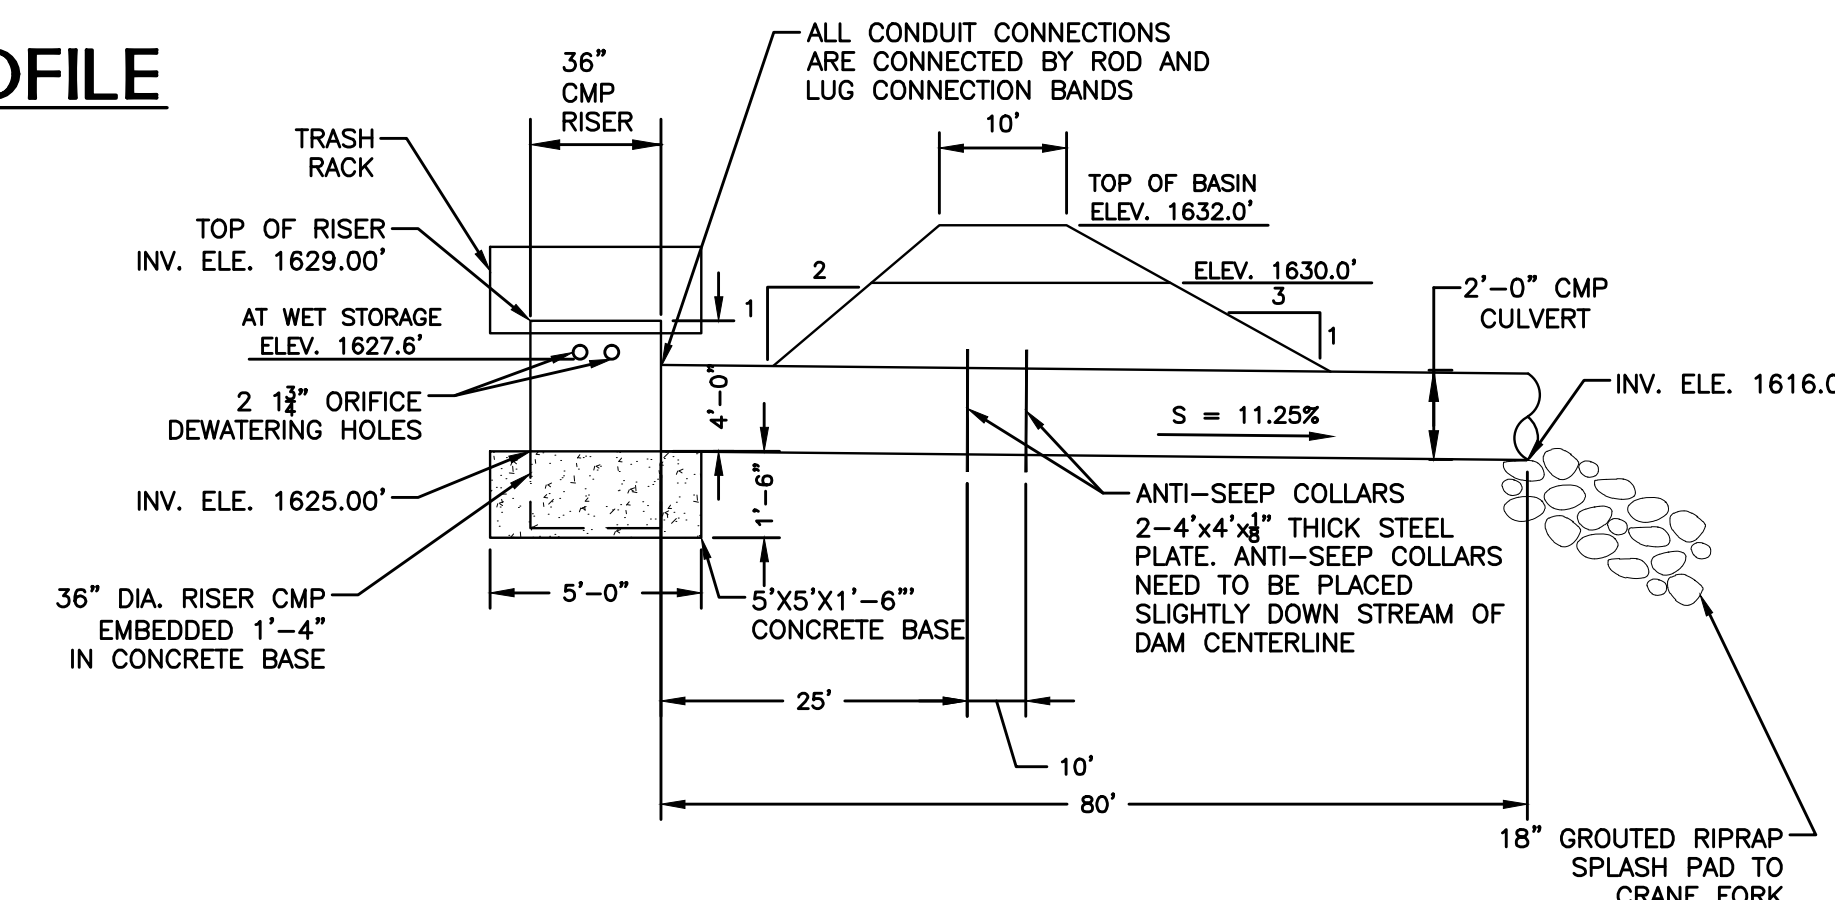 OFILE
36"
CMP
RISER
ALL CONDUIT CONNECTIONS
ARE CONNECTED BY ROD AND
LUG CONNECTION BANDS
TRASH
RACK
10'
TOP OF BASIN
ELEV. 1632.0'
TOP OF RISER
INV. ELE. 1629.00'
2
1
ELEV. 1630.0'
3
1
2'-0" CMP
CULVERT
AT WET STORAGE
ELEV. 1627.6'
2 1¾" ORIFICE
DEWATERING HOLES
4'-0"
S = 11.25%
INV. ELE. 1616.0
INV. ELE. 1625.00'
1'-6"
ANTI-SEEP COLLARS
2-4'x4'x⅛" THICK STEEL
PLATE. ANTI-SEEP COLLARS
NEED TO BE PLACED
SLIGHTLY DOWN STREAM OF
DAM CENTERLINE
36" DIA. RISER CMP
EMBEDDED 1'-4"
IN CONCRETE BASE
5'-0"
5'X5'X1'-6"'
CONCRETE BASE
25'
10'
80'
18" GROUTED RIPRAP
SPLASH PAD TO
CRANE FORK